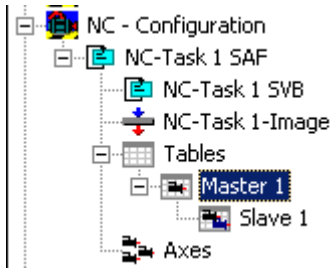 NC - Configuration
NC-Task 1 SAF
NC-Task 1 SVB
NC-Task 1-Image
Tables
Master 1
Slave 1
Axes